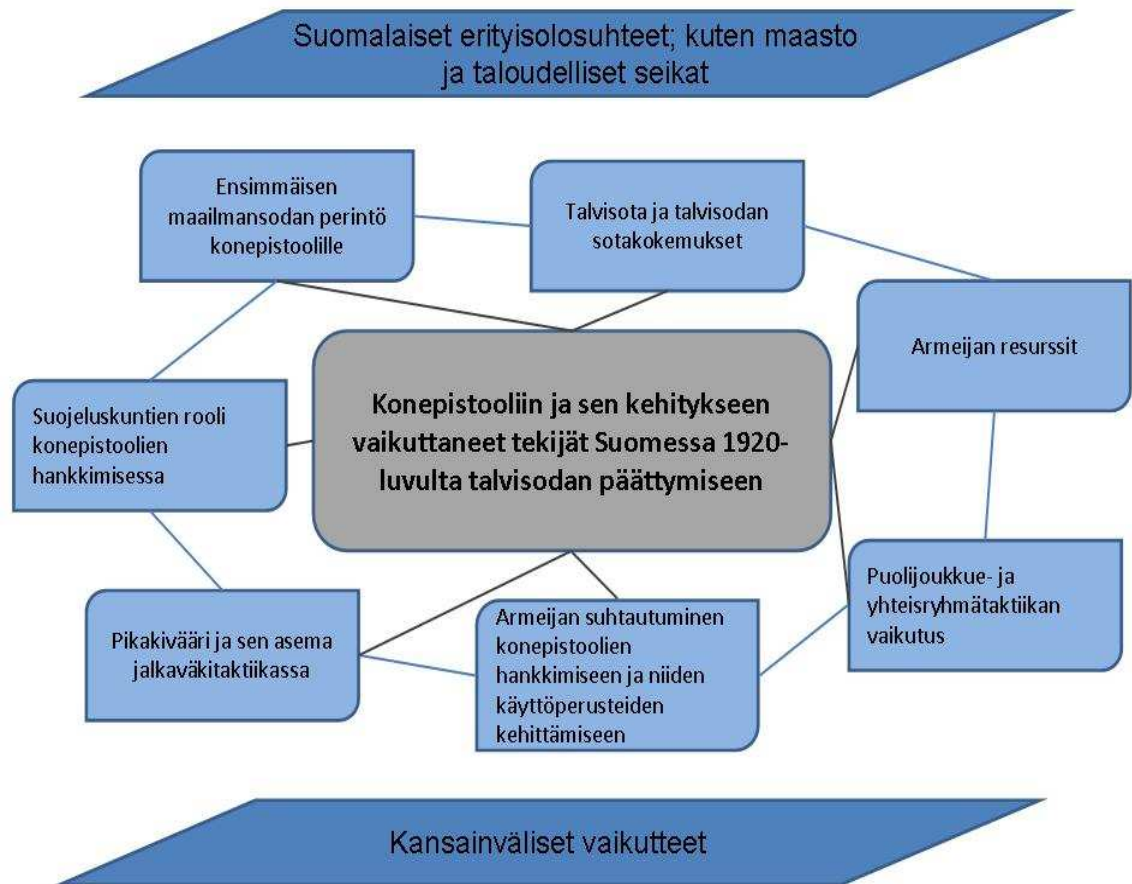 Suomalaiset erityisolosuhteet; kuten maasto
ja taloudelliset seikat
Ensimmäisen
maailmansodan perintö
konepistoolille
Talvisota ja talvisodan
sotakokemukset
Armeijan resurssit
Suojeluskuntien rooli
konepistoolien
hankkimisessa
Konepistooliin ja sen kehitykseen
vaikuttaneet tekijät Suomessa 1920-
luvulta talvisodan päättymiseen
Puolijoukkue- ja
yhteisryhmätaktiikan
vaikutus
Pikakivääri ja sen asema
jalkaväkitaktiikassa
Armeijan suhtautuminen
konepistoolien
hankkimiseen ja niiden
käyttöperusteiden
kehittämiseen
Kansainväliset vaikutteet